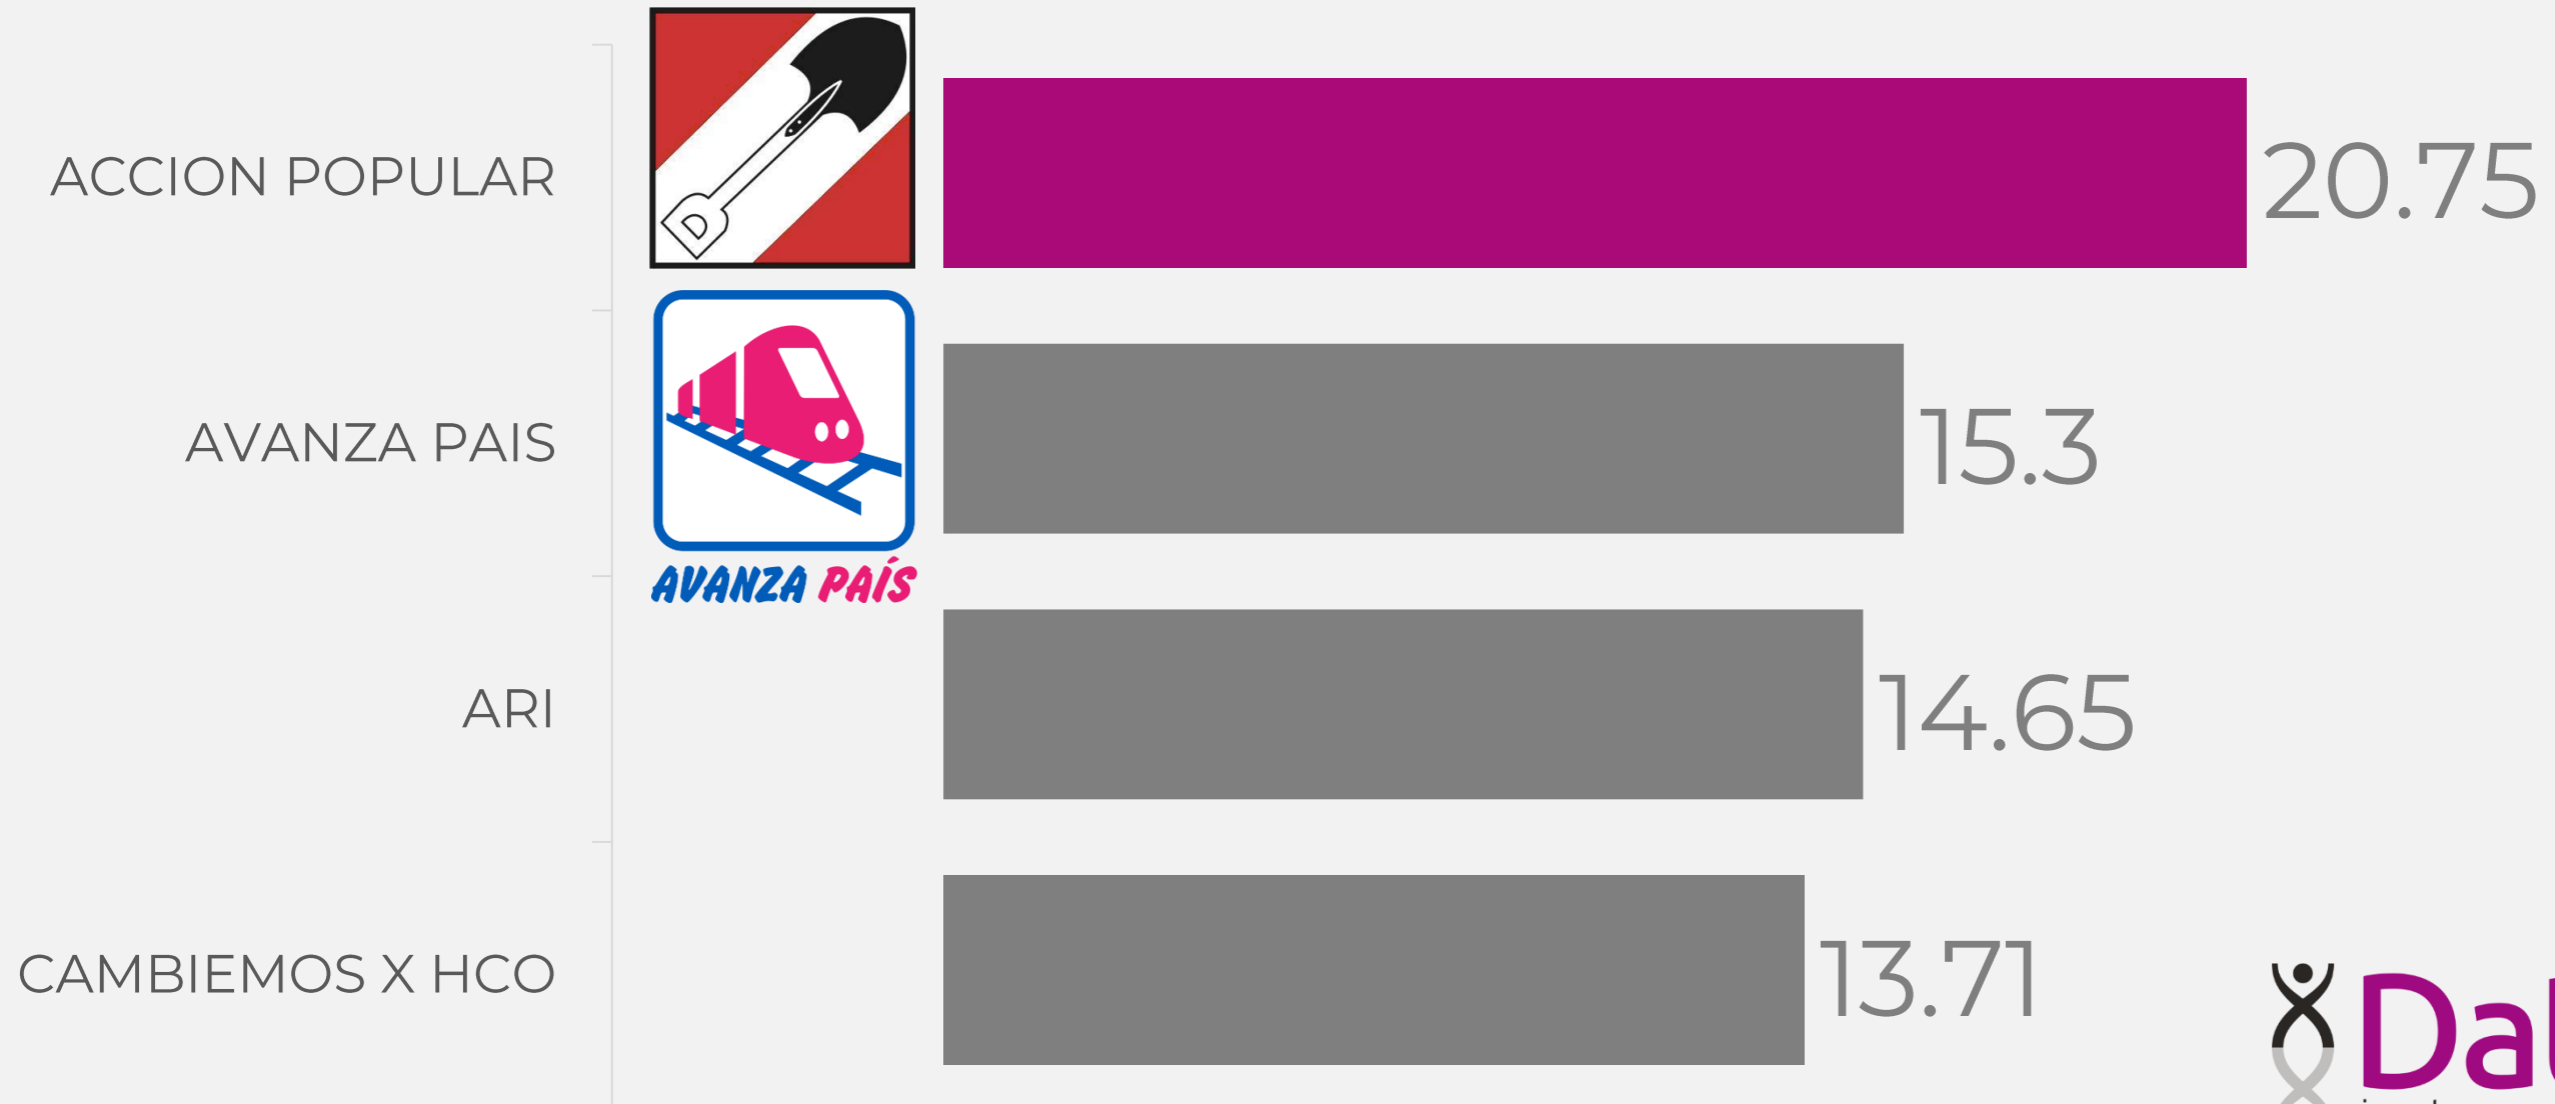 ACCION POPULAR
20.75
AVANZA PAIS
15.3
AVANZA PAÍS
ARI
14.65
CAMBIEMOS X HCO
13.71